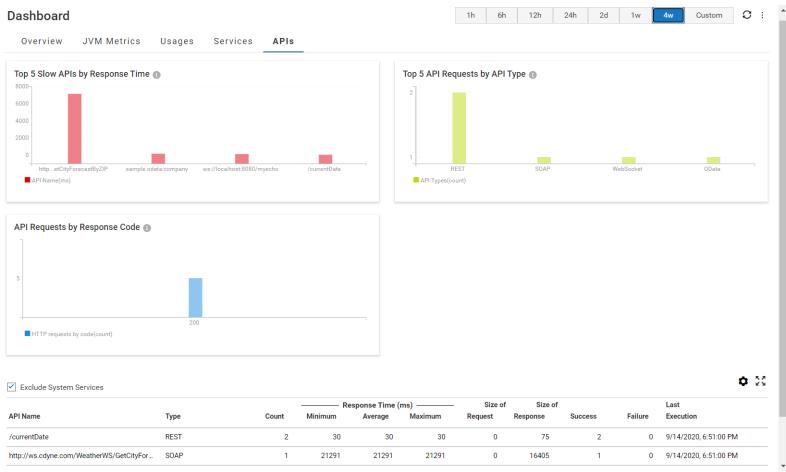 Dashboard
1h 6h 12h 24h 2d 1w 4w Custom
Overview JVM Metrics Usages Services APIs
Top 5 Slow APIs by Response Time
8000
6000
4000
2000
0
http...etCityForecastByZIP sample.odata:company ws://localhost:8080/myecho /currentData
API Name(ms)
Top 5 API Requests by API Type
2
1
REST SOAP WebSocket OData
API Types(count)
API Requests by Response Code
5
200
HTTP requests by code(count)
Exclude System Services
Response Time (ms) Size of Size of Last
API Name Type Count Minimum Average Maximum Request Response Success Failure Execution
/currentDate REST 2 30 30 30 0 75 2 0 9/14/2020, 6:51:00 PM
http://ws.cdyne.com/WeatherWS/GetCityFor... SOAP 1 21291 21291 21291 0 16405 1 0 9/14/2020, 6:51:00 PM